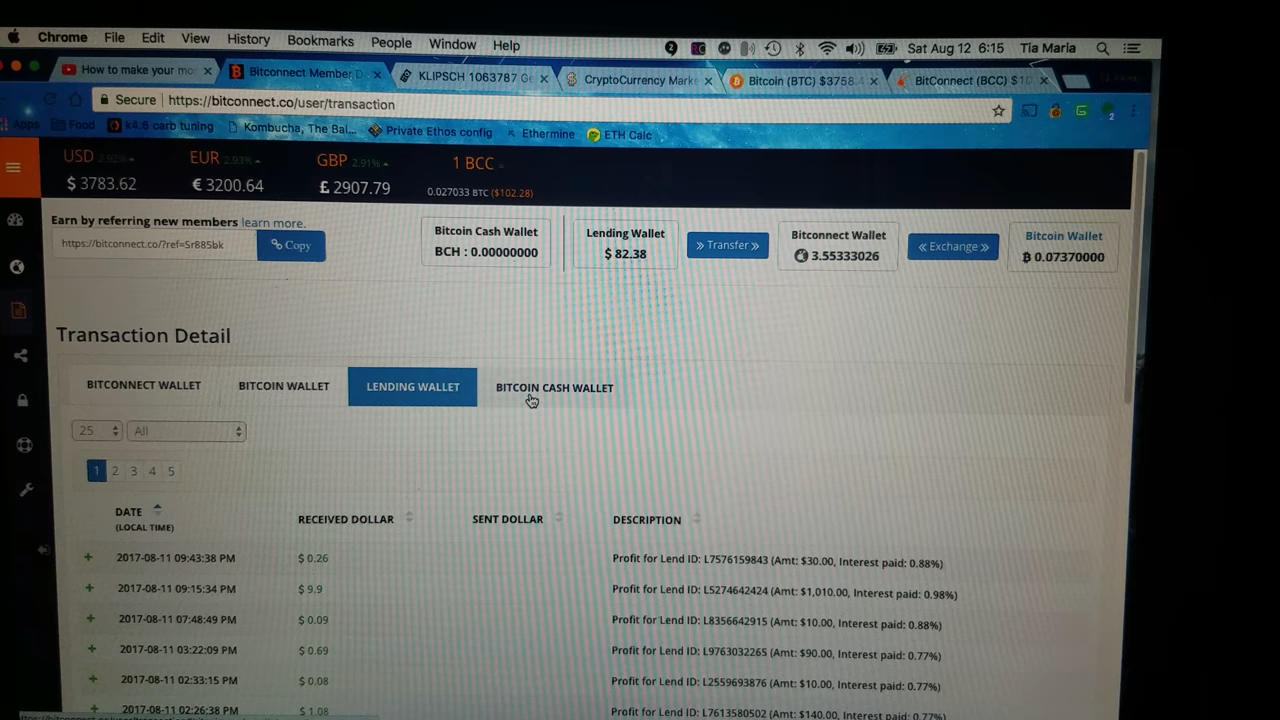 Chrome File Edit View History Bookmarks People Window Help 2 Sat Aug 12 6:15 Tia Maria
How to make your mo Bitconnect Member D KLIPSCH 1063787 Ge CryptoCurrency Marke Bitcoin (BTC) $3758.4 BitConnect (BCC) $10
Secure https://bitconnect.co/user/transaction
Apps Food k4.6 carb tuning Kombucha, The Bal... Private Ethos config Ethermine ETH Calc
USD 2.92% EUR 2.93% GBP 2.91% 1 BCC
$ 3783.62 € 3200.64 £ 2907.79 0.027033 BTC ($102.28)
Earn by referring new members learn more.
https://bitconnect.co/?ref=Sr885bk Copy
Bitcoin Cash Wallet
BCH : 0.00000000
Lending Wallet
$ 82.38
» Transfer »
Bitconnect Wallet
3.55333026
« Exchange »
Bitcoin Wallet
0.07370000
Transaction Detail
BITCONNECT WALLET BITCOIN WALLET LENDING WALLET BITCOIN CASH WALLET
25 All
1 2 3 4 5
DATE RECEIVED DOLLAR SENT DOLLAR DESCRIPTION
(LOCAL TIME)
+ 2017-08-11 09:43:38 PM $ 0.26 Profit for Lend ID: L7576159843 (Amt: $30.00, Interest paid: 0.88%)
+ 2017-08-11 09:15:34 PM $ 9.9 Profit for Lend ID: L5274642424 (Amt: $1,010.00, Interest paid: 0.98%)
+ 2017-08-11 07:48:49 PM $ 0.09 Profit for Lend ID: L8356642915 (Amt: $10.00, Interest paid: 0.88%)
+ 2017-08-11 03:22:09 PM $ 0.69 Profit for Lend ID: L9763032265 (Amt: $90.00, Interest paid: 0.77%)
+ 2017-08-11 02:33:15 PM $ 0.08 Profit for Lend ID: L2559693876 (Amt: $10.00, Interest paid: 0.77%)
+ 2017-08-11 02:26:38 PM $ 1.08 Profit for Lend ID: L7613580502 (Amt: $140.00, Interest paid: 0.77%)